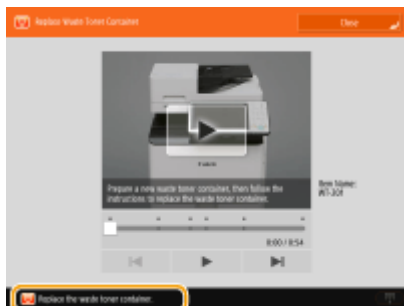 Replace Waste Toner Container
Close
Canon
Prepare a new waste toner container, then follow the
instructions to replace the waste toner container.
Item Name:
WT-201
0:00 / 0:54
Replace the waste toner container.